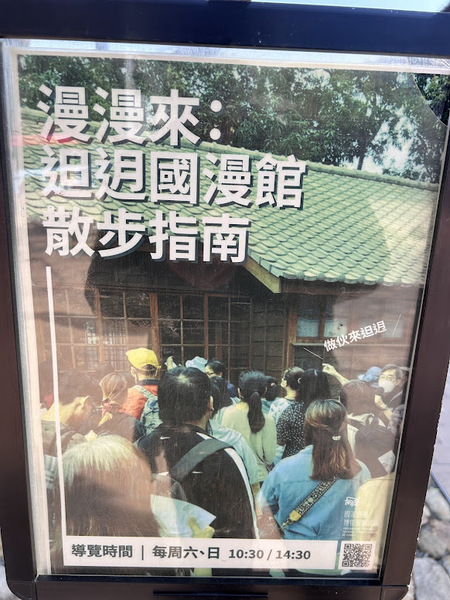 漫漫來：
迌迌國漫館
散步指南
做伙來迌迌
導覽時間 | 每周六、日 10:30 / 14:30